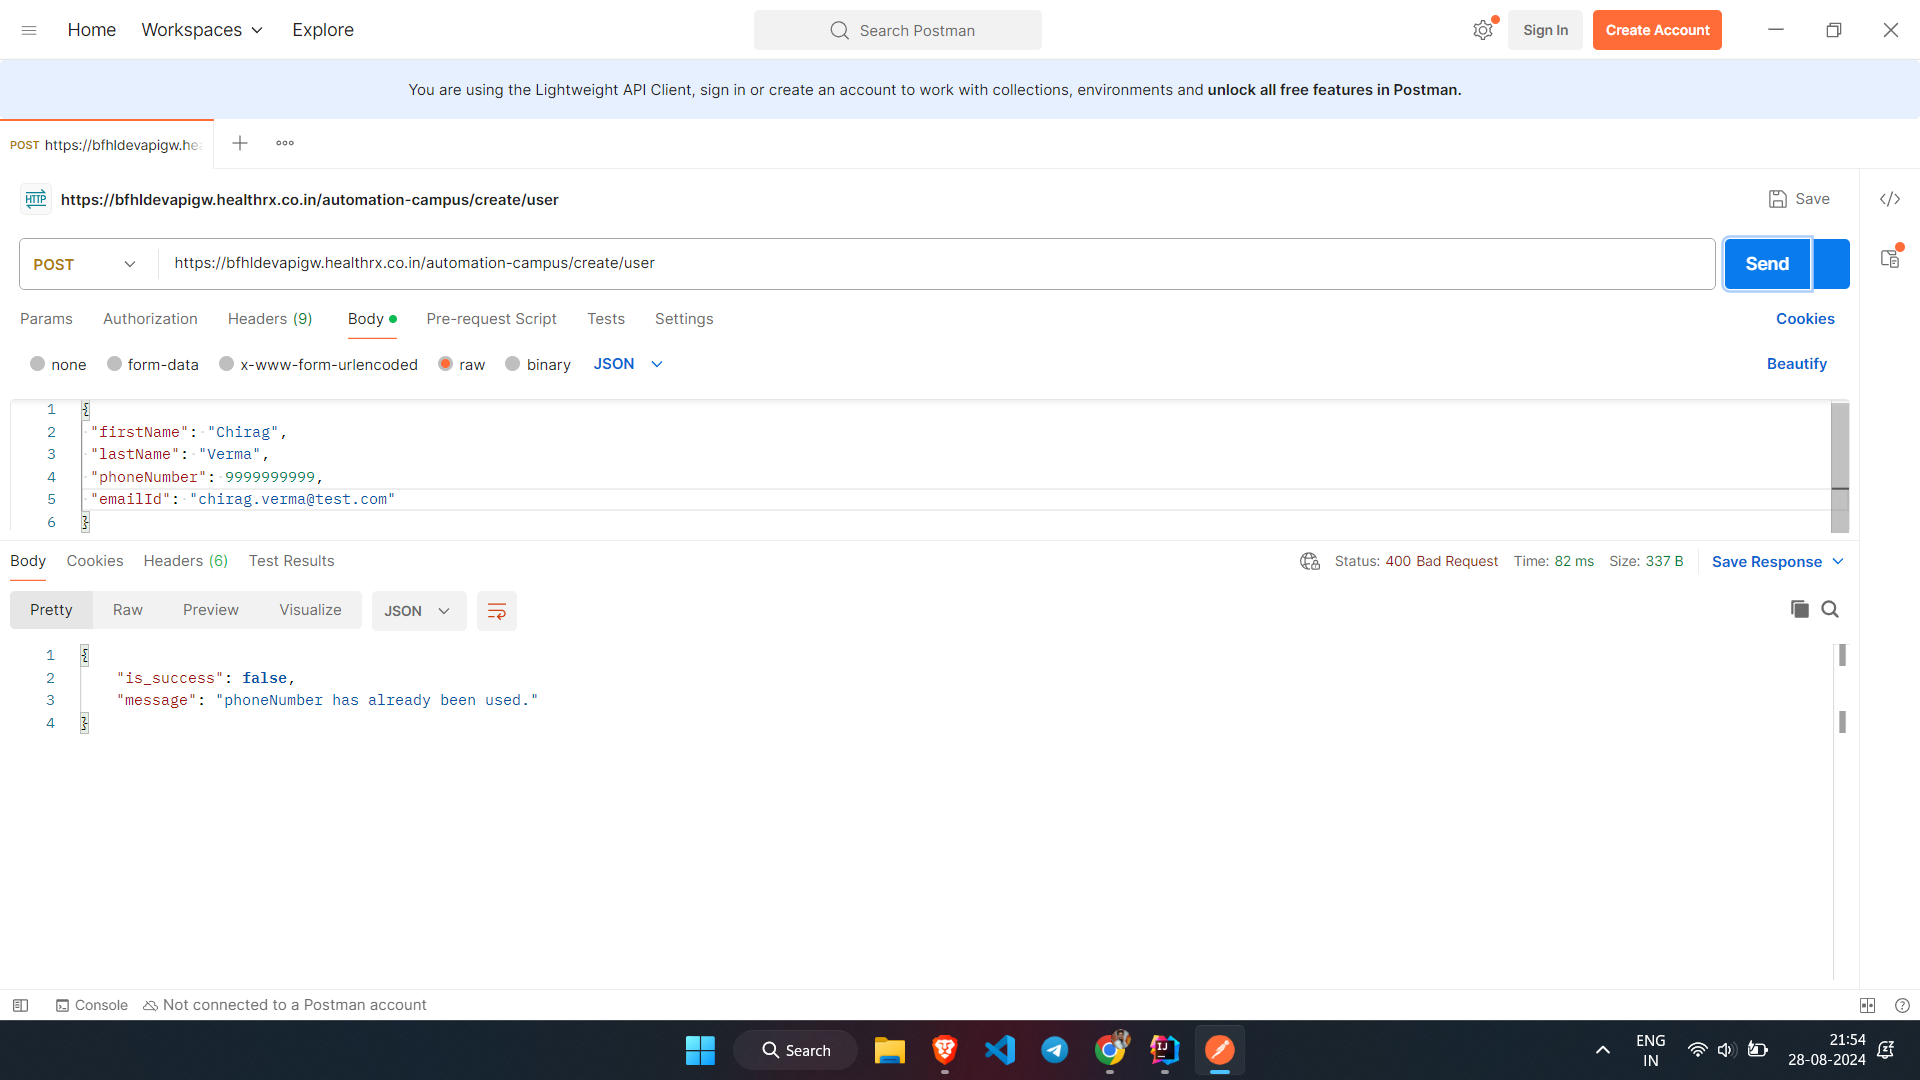 Home Workspaces Explore
Search Postman
Sign In Create Account
You are using the Lightweight API Client, sign in or create an account to work with collections, environments and unlock all free features in Postman.
POST https://bfhldevapigw.hea
HTTP https://bfhldevapigw.healthrx.co.in/automation-campus/create/user
Save </>
POST https://bfhldevapigw.healthrx.co.in/automation-campus/create/user
Send
Params Authorization Headers (9) Body Pre-request Script Tests Settings Cookies
none form-data x-www-form-urlencoded raw binary JSON Beautify
1 {
2 "firstName": "Chirag",
3 "lastName": "Verma",
4 "phoneNumber": 9999999999,
5 "emailId": "chirag.verma@test.com"
6 }
Body Cookies Headers (6) Test Results Status: 400 Bad Request Time: 82 ms Size: 337 B Save Response
Pretty Raw Preview Visualize JSON
1 {
2 "is_success": false,
3 "message": "phoneNumber has already been used."
4 }
Console Not connected to a Postman account
Search
ENG
IN
21:54
28-08-2024